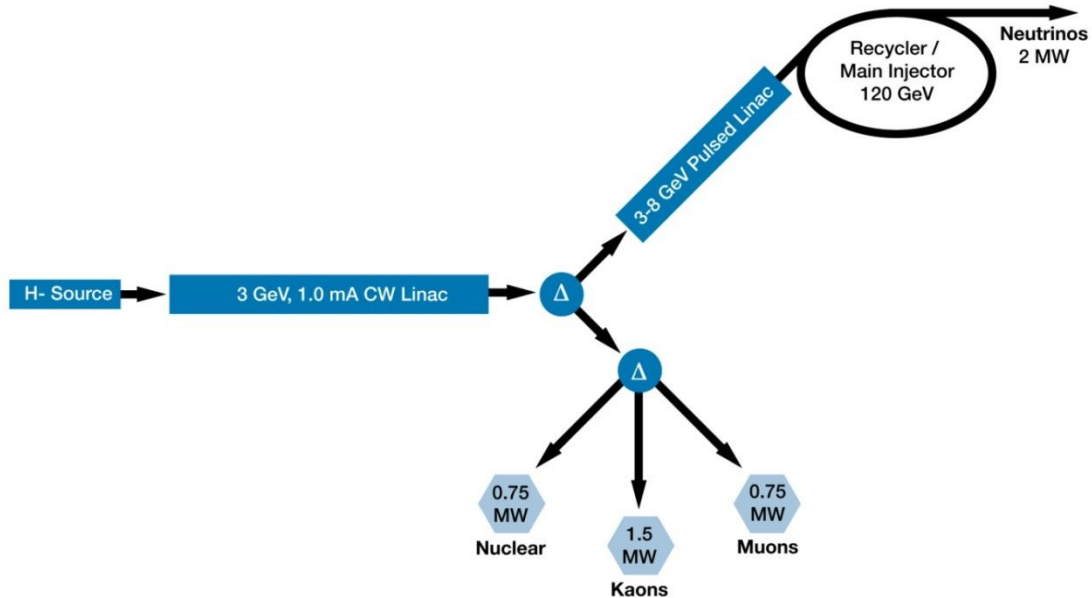 Neutrinos
2 MW
Recycler /
Main Injector
120 GeV
3-8 GeV Pulsed Linac
H- Source
3 GeV, 1.0 mA CW Linac
Δ
Δ
0.75
MW
Nuclear
1.5
MW
Kaons
0.75
MW
Muons